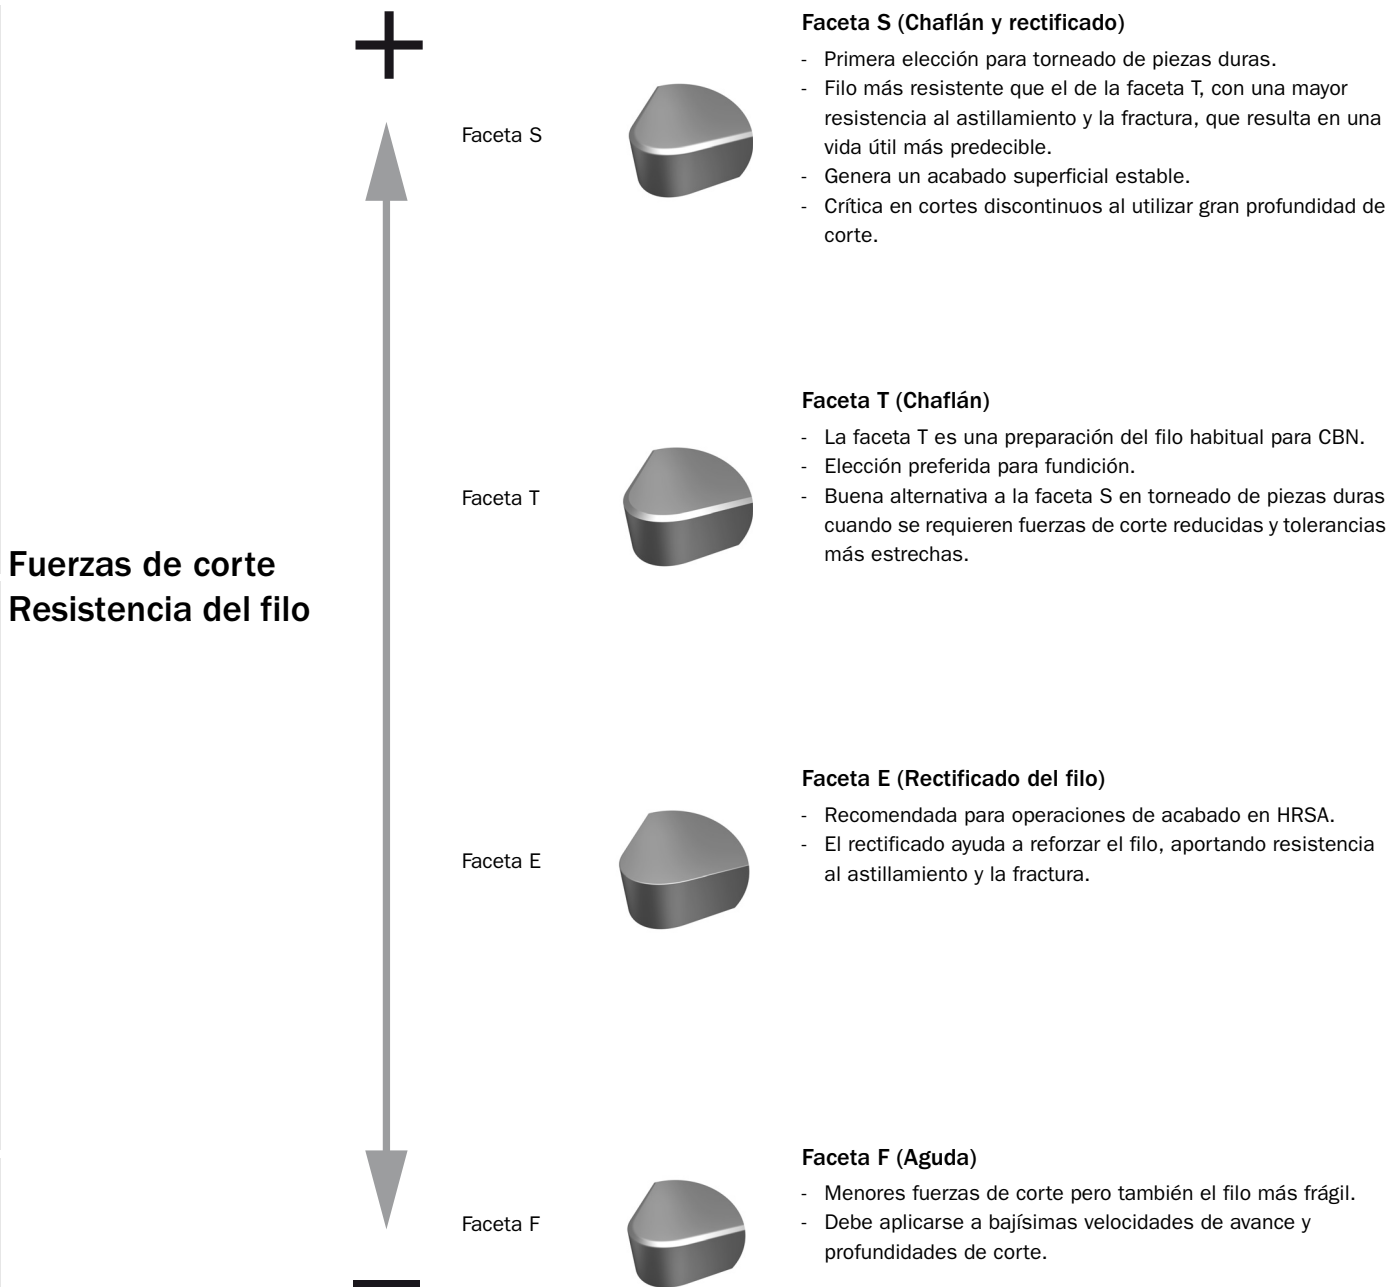 Faceta S (Chaflán y rectificado)
- Primera elección para torneado de piezas duras.
- Filo más resistente que el de la faceta T, con una mayor
resistencia al astillamiento y la fractura, que resulta en una
vida útil más predecible.
- Genera un acabado superficial estable.
- Crítica en cortes discontinuos al utilizar gran profundidad de
corte.
Faceta S
Faceta T (Chaflán)
- La faceta T es una preparación del filo habitual para CBN.
- Elección preferida para fundición.
- Buena alternativa a la faceta S en torneado de piezas duras
cuando se requieren fuerzas de corte reducidas y tolerancias
más estrechas.
Faceta T
Fuerzas de corte
Resistencia del filo
Faceta E (Rectificado del filo)
- Recomendada para operaciones de acabado en HRSA.
- El rectificado ayuda a reforzar el filo, aportando resistencia
al astillamiento y la fractura.
Faceta E
Faceta F (Aguda)
- Menores fuerzas de corte pero también el filo más frágil.
- Debe aplicarse a bajísimas velocidades de avance y
profundidades de corte.
Faceta F